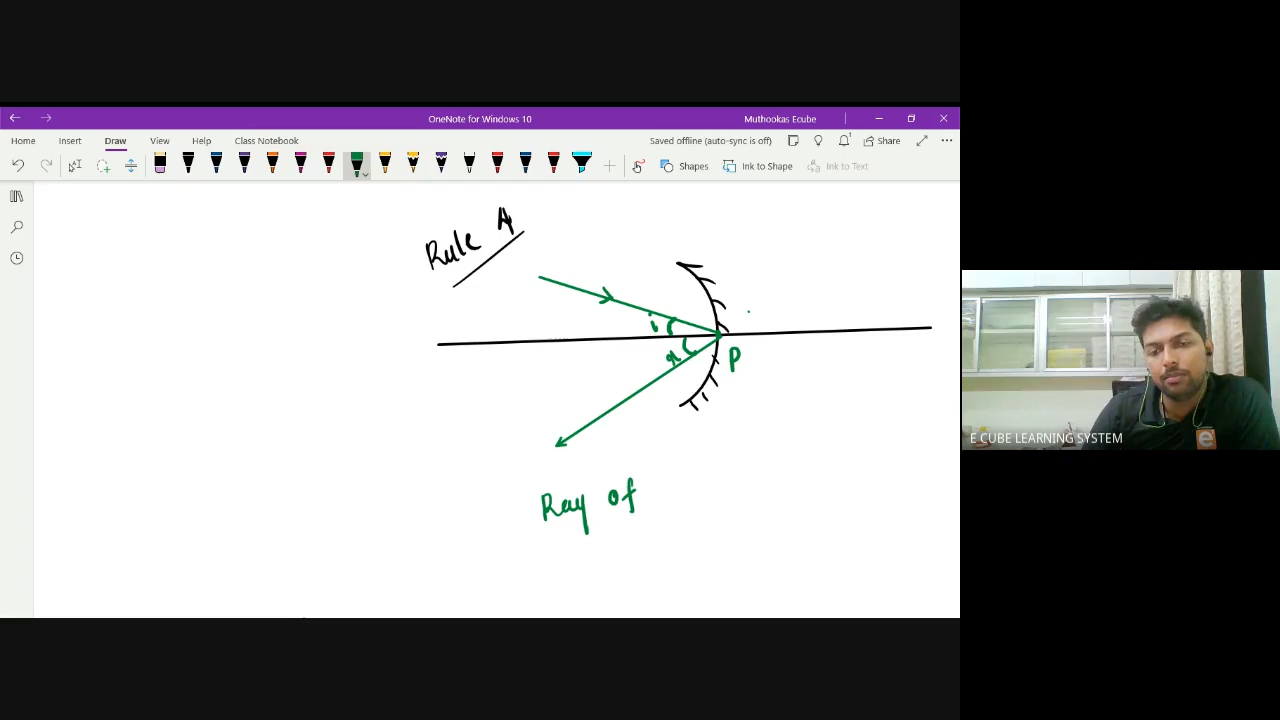 OneNote for Windows 10
Muthookas Ecube
Home Insert Draw View Help Class Notebook
Saved offline (auto-sync is off) Share
Shapes Ink to Shape Ink to Text
Rule 4
i
r
P
Ray of
E CUBE LEARNING SYSTEM
e